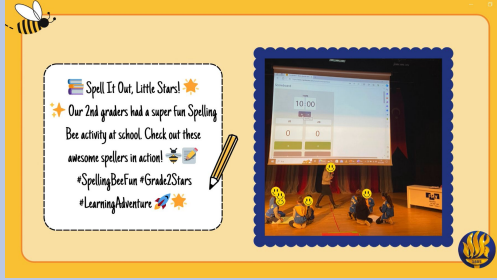 📚 Spell It Out, Little Stars! 🌟
✨ Our 2nd graders had a super fun Spelling
Bee activity at school. Check out these
awesome spellers in action! 🐝📝
#SpellingBeeFun #Grade2Stars
#LearningAdventure 🚀🌟
10 00
0 0